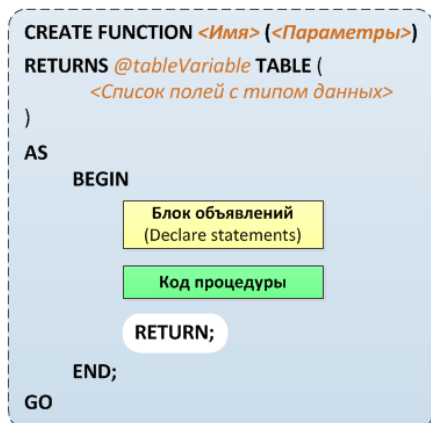 CREATE FUNCTION <Имя> (<Параметры>)
RETURNS @tableVariable TABLE (
<Список полей с типом данных>
)
AS
BEGIN
Блок объявлений
(Declare statements)
Код процедуры
RETURN;
END;
GO